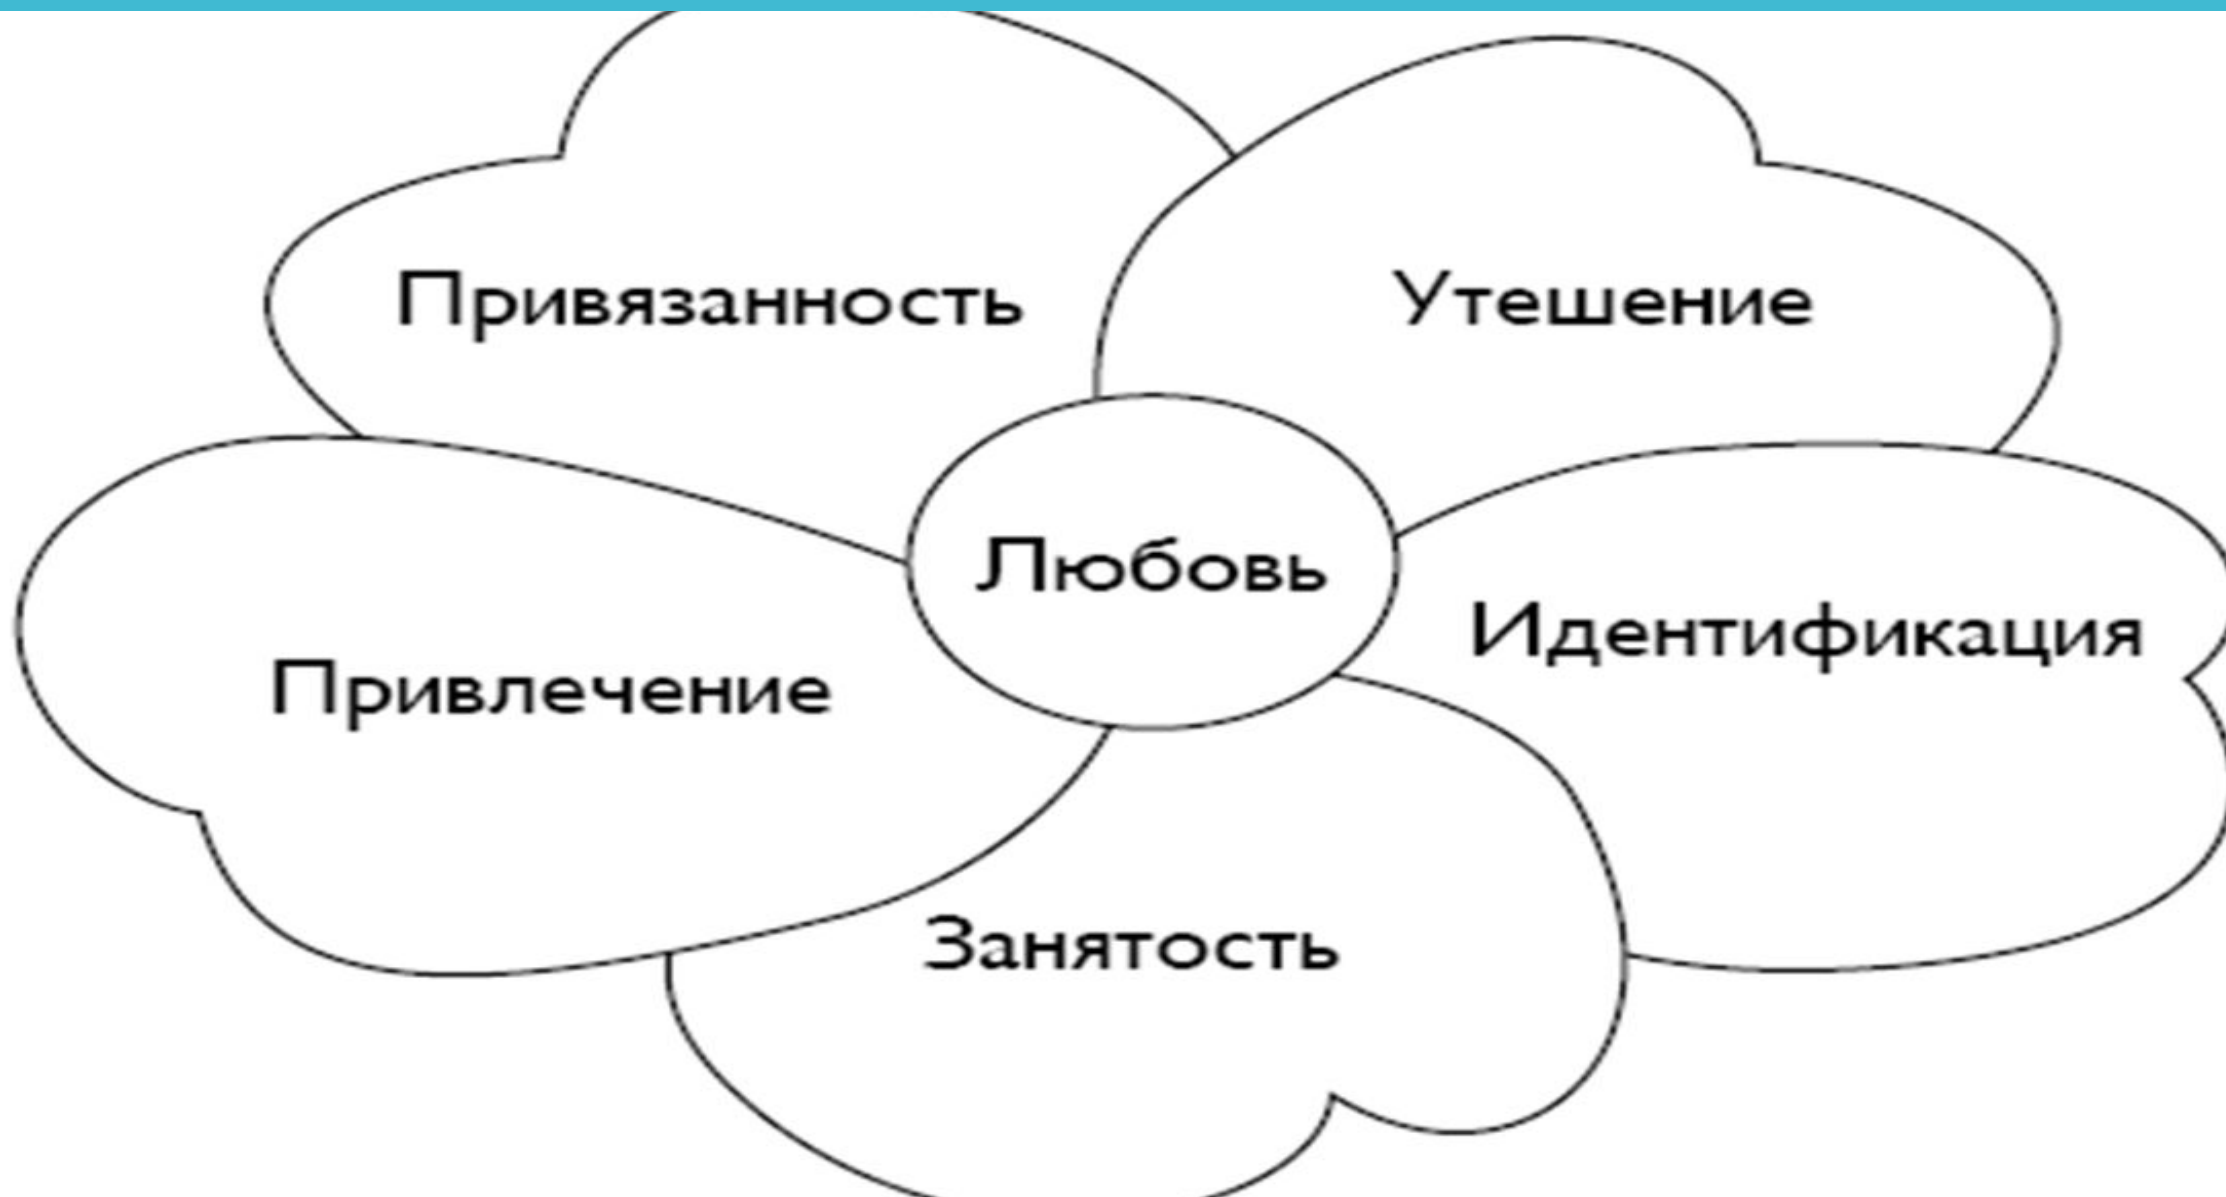 Привязанность
Утешение
Любовь
Идентификация
Привлечение
Занятость